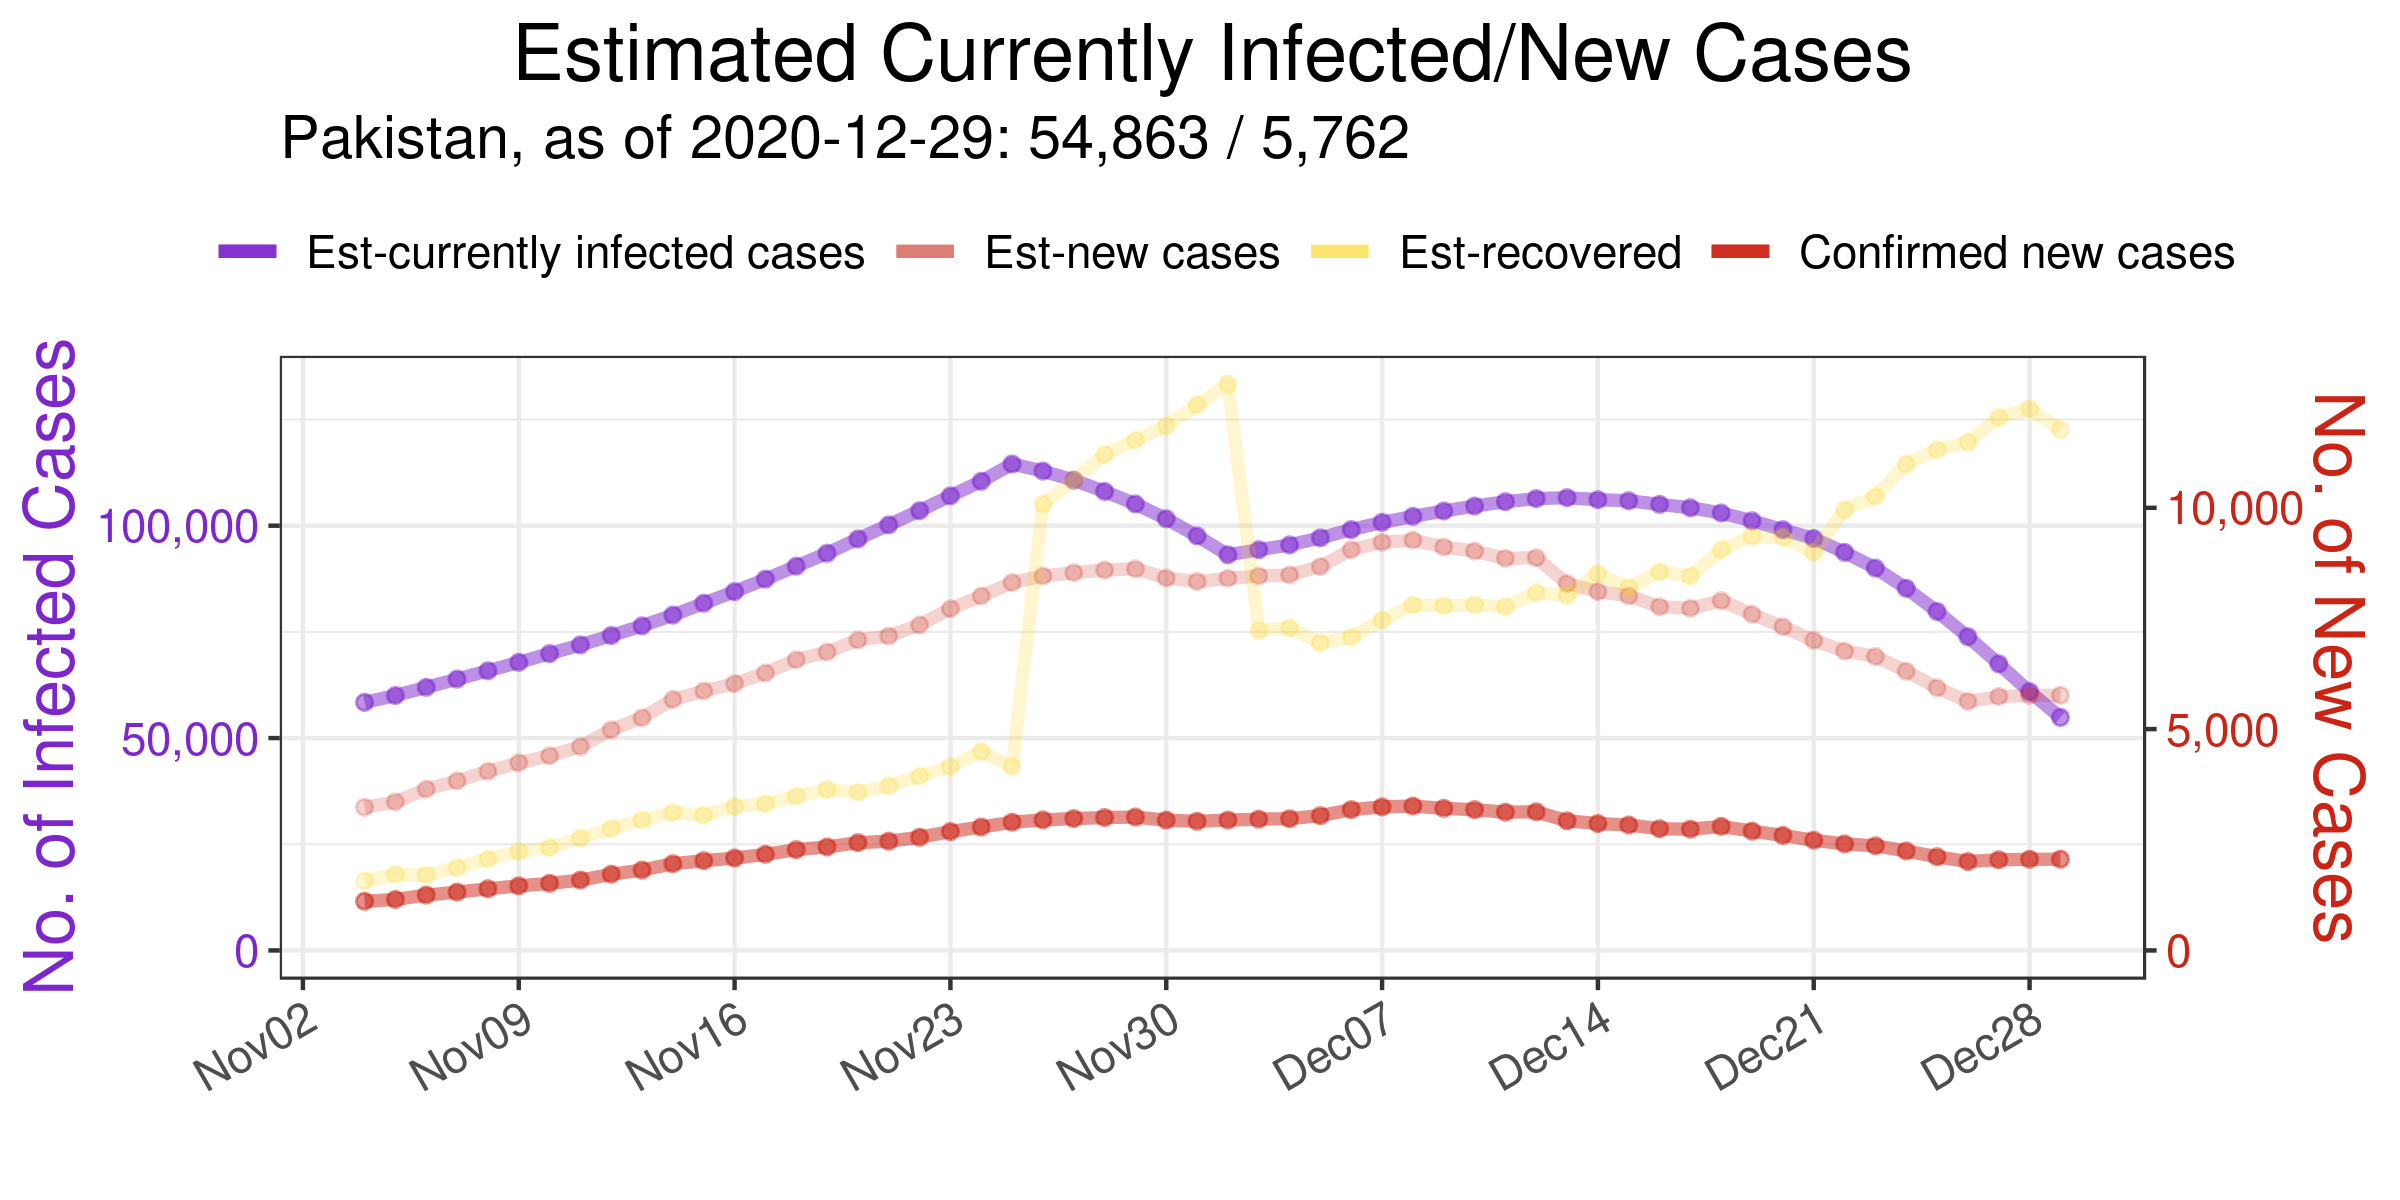 Estimated Currently Infected/New Cases
Pakistan, as of 2020-12-29: 54,863 / 5,762
Est-currently infected cases Est-new cases Est-recovered Confirmed new cases
No. of Infected Cases
100,000
50,000
0
10,000
5,000
0
No. of New Cases
Nov02 Nov09 Nov16 Nov23 Nov30 Dec07 Dec14 Dec21 Dec28